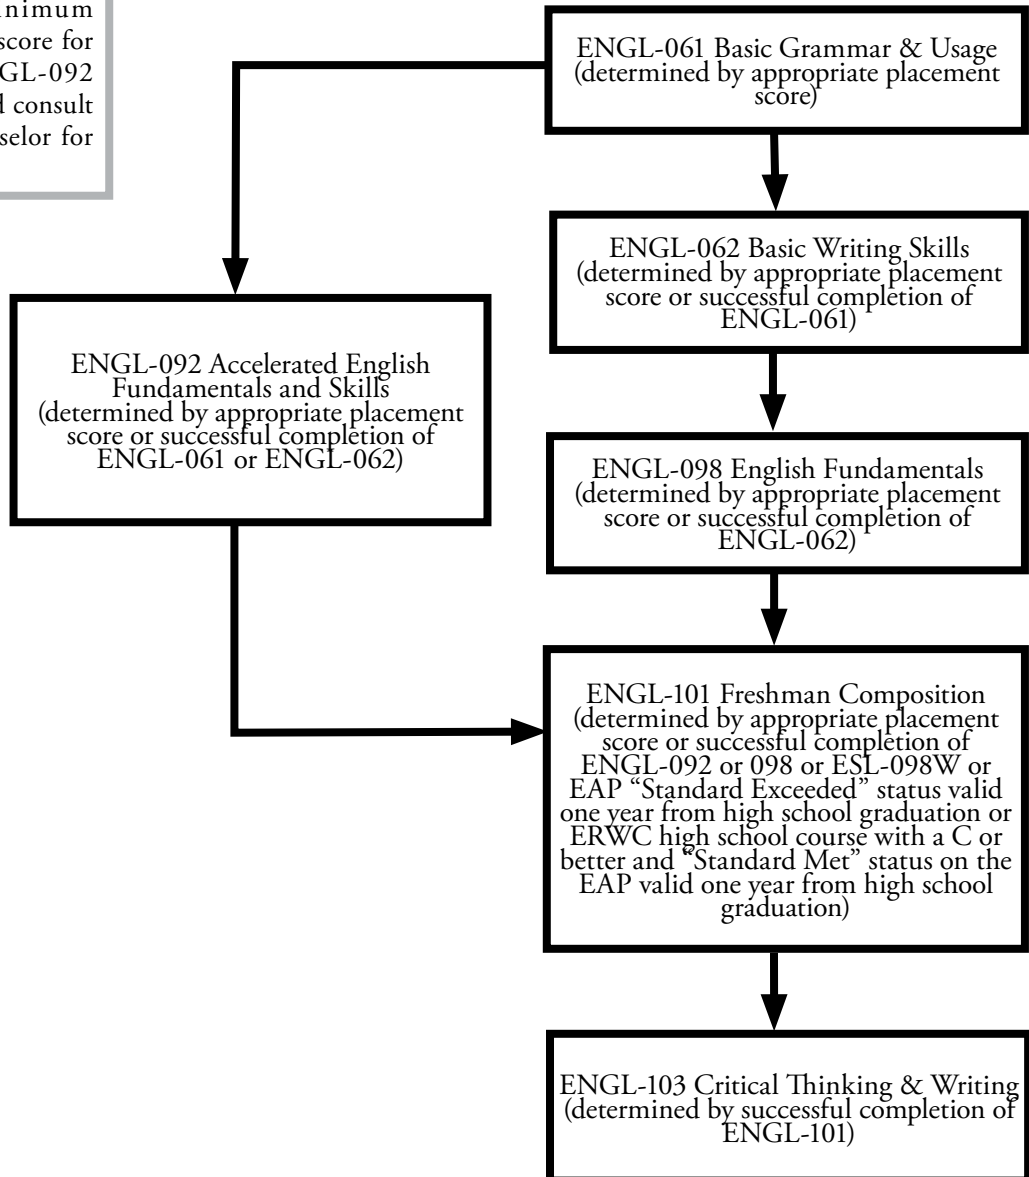 score for
GL-092
consult
selor for
ENGL-061 Basic Grammar & Usage
(determined by appropriate placement
score)
ENGL-062 Basic Writing Skills
(determined by appropriate placement
score or successful completion of
ENGL-061)
ENGL-092 Accelerated English
Fundamentals and Skills
(determined by appropriate placement
score or successful completion of
ENGL-061 or ENGL-062)
ENGL-098 English Fundamentals
(determined by appropriate placement
score or successful completion of
ENGL-062)
ENGL-101 Freshman Composition
(determined by appropriate placement
score or successful completion of
ENGL-092 or 098 or ESL-098W or
EAP “Standard Exceeded” status valid
one year from high school graduation or
ERWC high school course with a C or
better and “Standard Met” status on the
EAP valid one year from high school
graduation)
ENGL-103 Critical Thinking & Writing
(determined by successful completion of
ENGL-101)